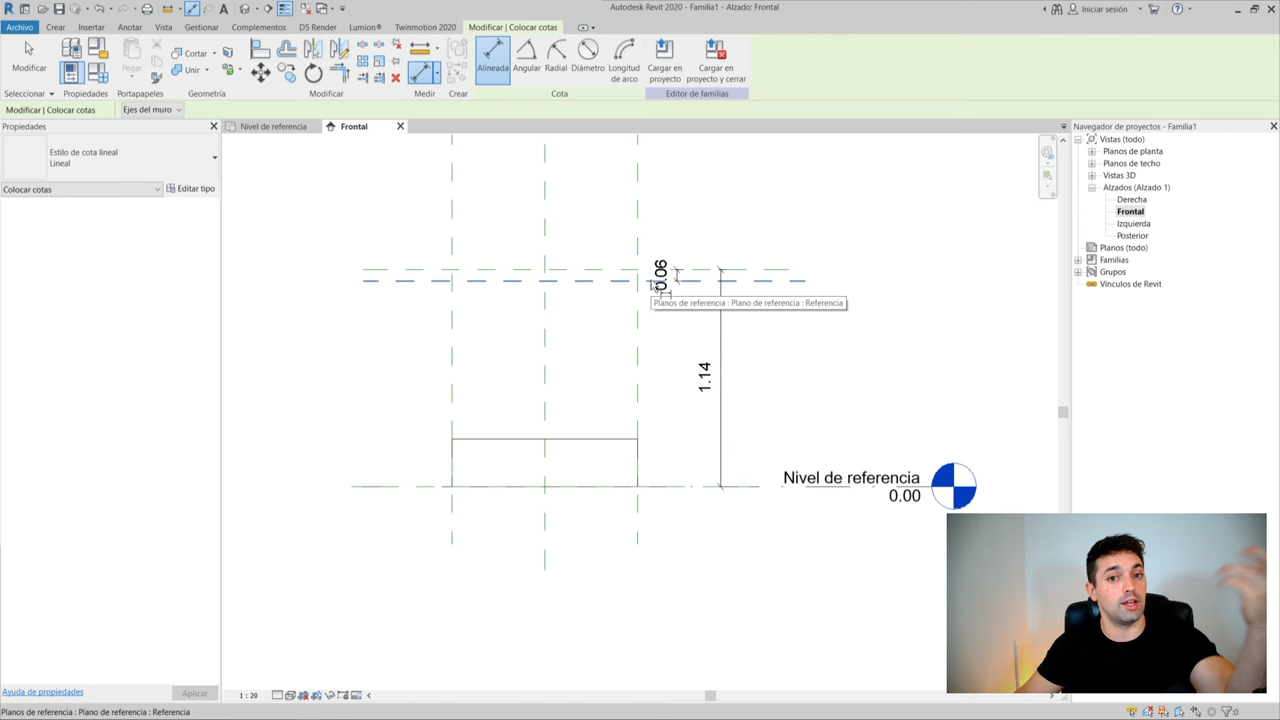 Autodesk Revit 2020 - Familia1 - Alzado: Frontal
Iniciar sesión
Archivo Crear Insertar Anotar Vista Gestionar Complementos D5 Render Lumion® Twinmotion 2020 Modificar | Colocar cotas
Modificar
Pegar
Cortar
Unir
Alineada Angular Radial Diámetro Longitud de arco
Cargar en proyecto
Cargar en proyecto y cerrar
Seleccionar Propiedades Portapapeles Geometría Modificar Medir Crear Cota Editor de familias
Modificar | Colocar cotas Ejes del muro
Propiedades
Nivel de referencia
Frontal
Navegador de proyectos - Familia1
Estilo de cota lineal
Lineal
Colocar cotas
Editar tipo
Vistas (todo)
Planos de planta
Planos de techo
Vistas 3D
Alzados (Alzado 1)
Derecha
Frontal
Izquierda
Posterior
Planos (todo)
Familias
Grupos
Vínculos de Revit
0.06
Planos de referencia : Plano de referencia : Referencia
1.14
Nivel de referencia
0.00
Ayuda de propiedades
Aplicar
1 : 20
Planos de referencia : Plano de referencia : Referencia
:0